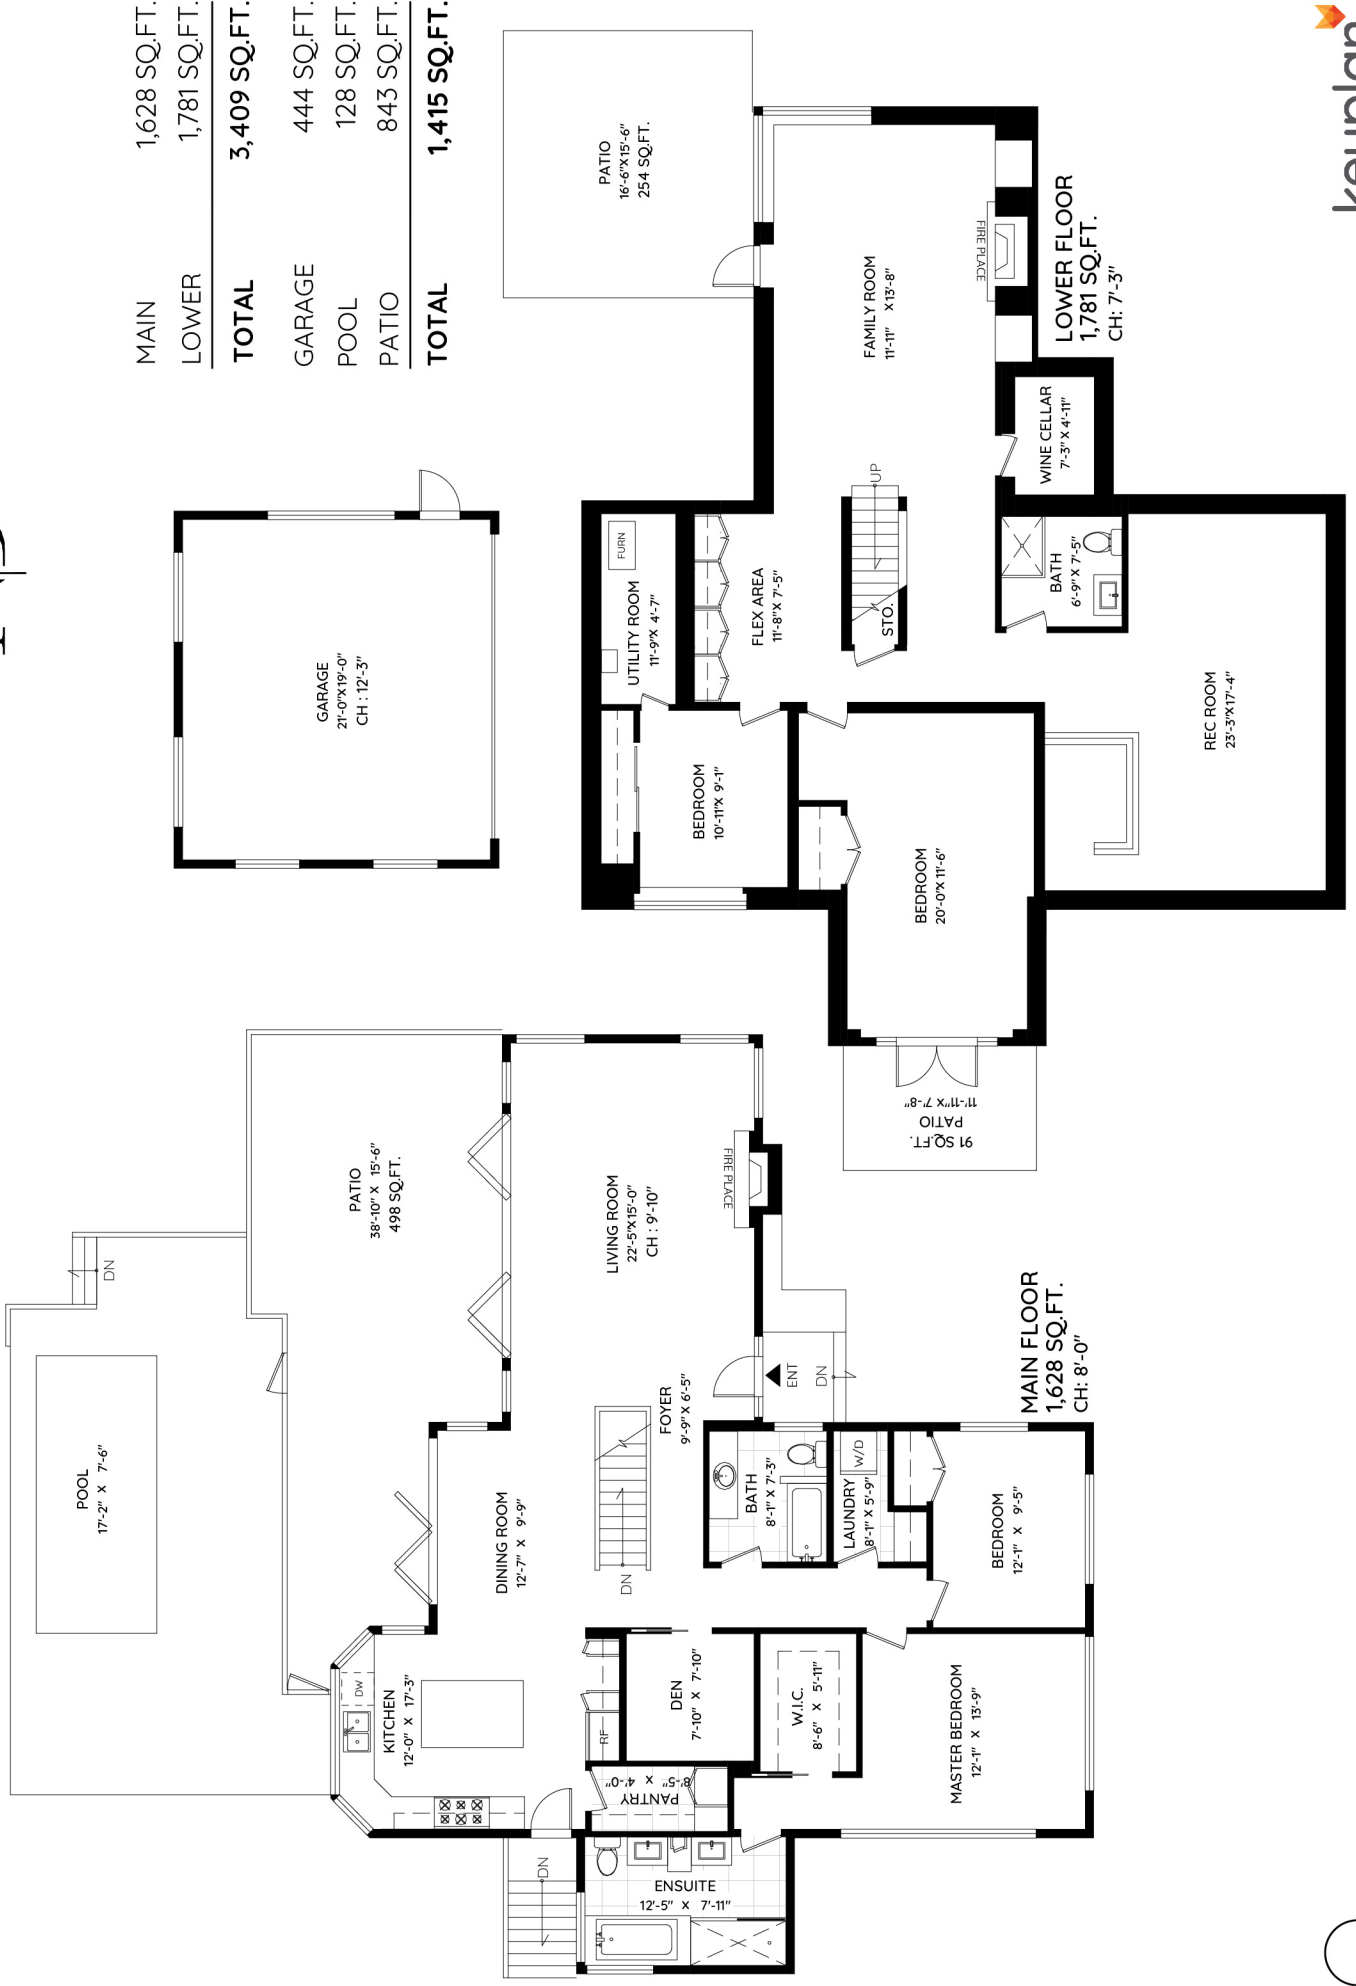 MAIN 1,628 SQ.FT.
LOWER 1,781 SQ.FT.
TOTAL 3,409 SQ.FT.
GARAGE 444 SQ.FT.
POOL 128 SQ.FT.
PATIO 843 SQ.FT.
TOTAL 1,415 SQ.FT.
POOL
17'-2" X 7'-6"
DN
PATIO
38'-10" X 15'-6"
498 SQ.FT.
DW
KITCHEN
12'-0" X 17'-3"
DINING ROOM
12'-7" X 9'-9"
LIVING ROOM
22'-5"X15'-0"
CH : 9'-10"
FIRE PLACE
FOYER
9'-9" X 6'-5"
DN
ENT
DN
RF
DEN
7'-10" X 7'-10"
PANTRY
8'-5" X 4'-0"
DN
ENSUITE
12'-5" X 7'-11"
W.I.C.
8'-6" X 5'-11"
BATH
8'-1" X 7'-3"
LAUNDRY
8'-1" X 5'-9"
W/D
BEDROOM
12'-1" X 9'-5"
MASTER BEDROOM
12'-1" X 13'-9"
MAIN FLOOR
1,628 SQ.FT.
CH: 8'-0"
GARAGE
21'-0"X19'-0"
CH : 12'-3"
PATIO
16'-6"X15'-6"
254 SQ.FT.
FURN
UTILITY ROOM
11'-9"X 4'-7"
FLEX AREA
11'-8"X 7'-5"
FAMILY ROOM
11'-11" X13'-8"
FIRE PLACE
UP
STO.
BEDROOM
10'-11"X 9'-1"
BEDROOM
20'-0"X 11'-6"
PATIO
11'-11"X 7'-8"
91 SQ.FT.
WINE CELLAR
7'-3" X 4'-11"
BATH
6'-9" X 7'-5"
REC ROOM
23'-3"X17'-4"
LOWER FLOOR
1,781 SQ.FT.
CH: 7'-3"
keyplan